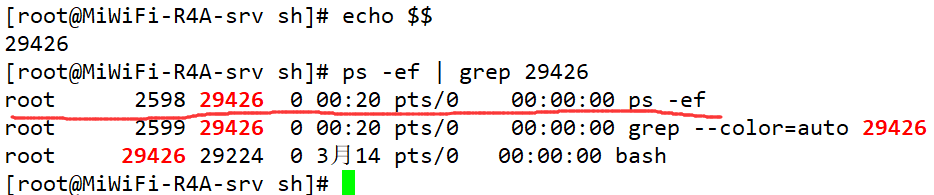 [root@MiWiFi-R4A-srv sh]# echo $$
29426
[root@MiWiFi-R4A-srv sh]# ps -ef | grep 29426
root      2598 29426  0 00:20 pts/0    00:00:00 ps -ef
root      2599 29426  0 00:20 pts/0    00:00:00 grep --color=auto 29426
root     29426 29224  0 3月14 pts/0    00:00:00 bash
[root@MiWiFi-R4A-srv sh]#